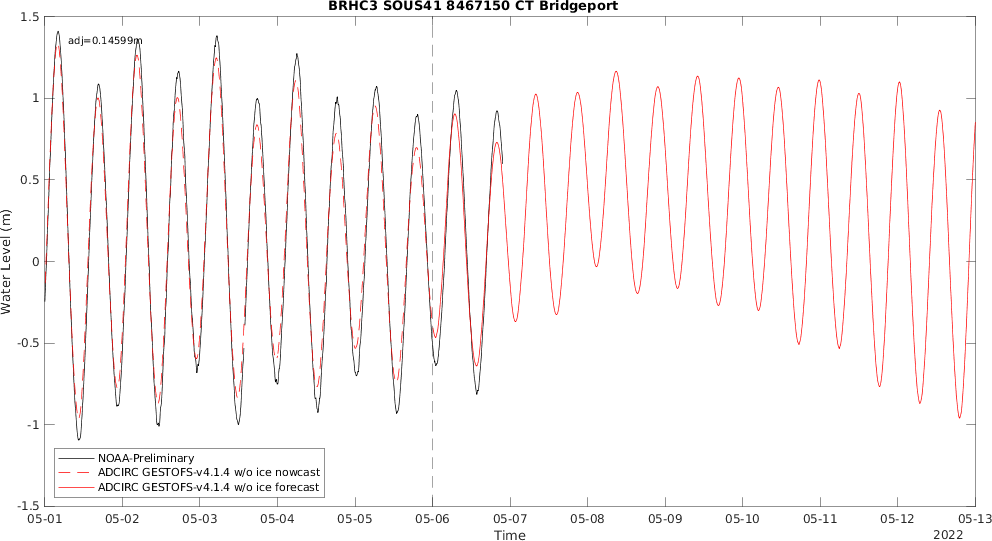 BRHC3 SOUS41 8467150 CT Bridgeport
adj=0.14599m
1.5
1
0.5
0
-0.5
-1
-1.5
Water Level (m)
NOAA-Preliminary
ADCIRC GESTOFS-v4.1.4 w/o ice nowcast
ADCIRC GESTOFS-v4.1.4 w/o ice forecast
05-01 05-02 05-03 05-04 05-05 05-06 05-07 05-08 05-09 05-10 05-11 05-12 05-13
Time
2022